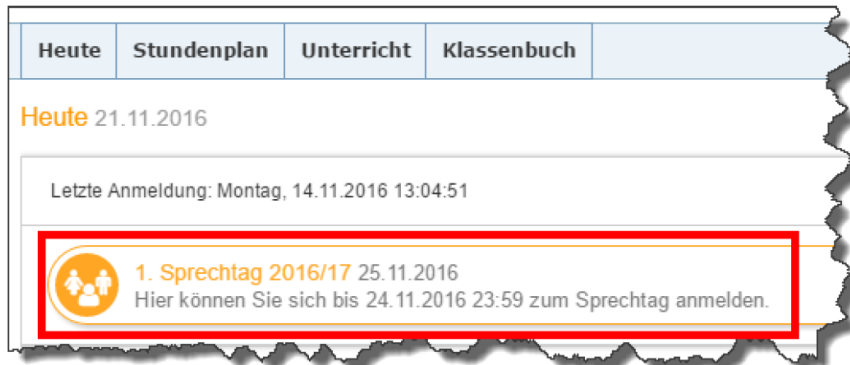 Heute Stundenplan Unterricht Klassenbuch
Heute 21.11.2016
Letzte Anmeldung: Montag, 14.11.2016 13:04:51
1. Sprechtag 2016/17 25.11.2016
Hier können Sie sich bis 24.11.2016 23:59 zum Sprechtag anmelden.